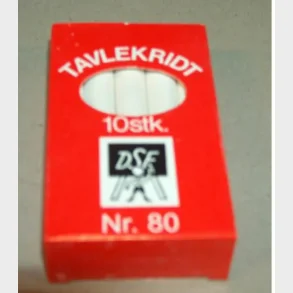 TAVLEKRIDT
10stk.
DSF
Nr. 80